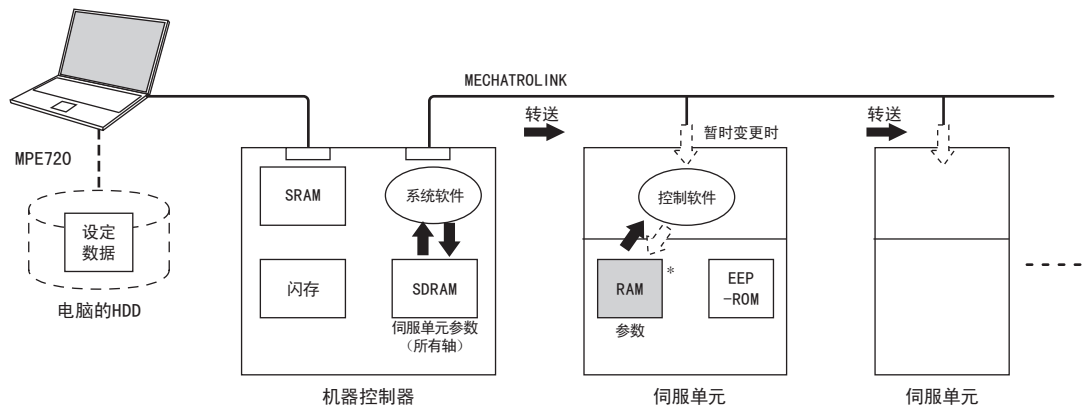 MECHATROLINK
转送
转送
暂时变更时
MPE720
SRAM
系统软件
控制软件
设定
数据
闪存
SDRAM
RAM
*
EEP
-ROM
电脑的HDD
伺服单元参数
（所有轴）
参数
机器控制器
伺服单元
伺服单元